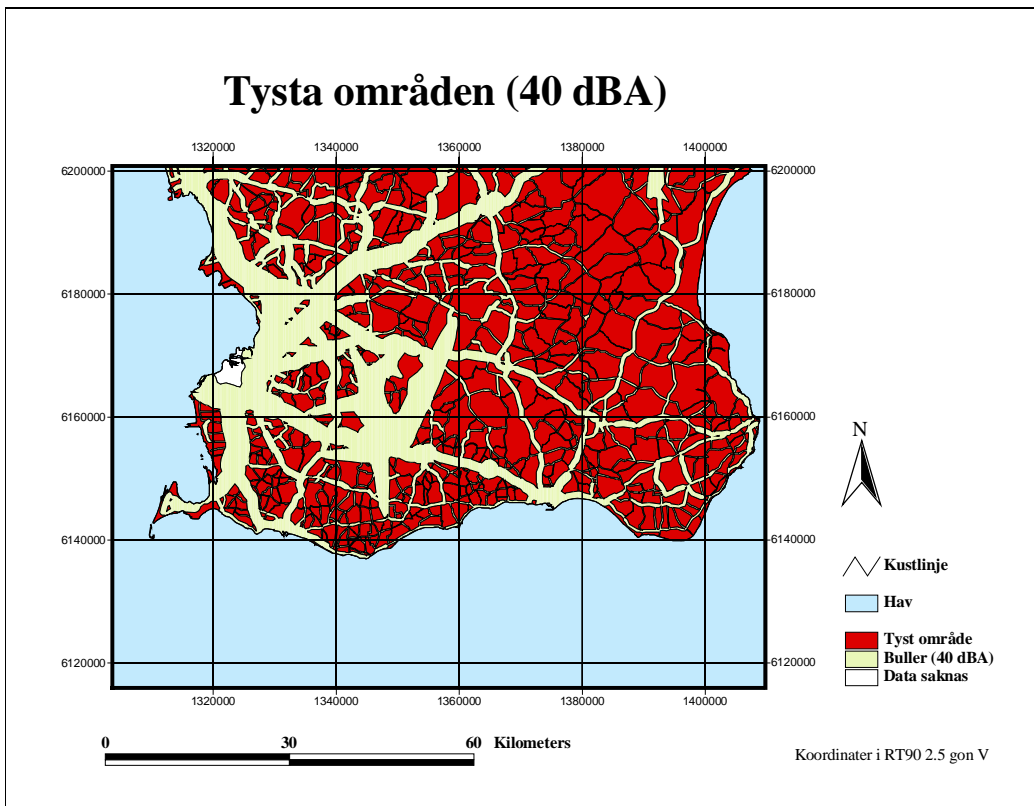 Tysta områden (40 dBA)
1320000 1340000 1360000 1380000 1400000
6200000 6200000
6180000 6180000
6160000 6160000
6140000 6140000
6120000 6120000
1320000 1340000 1360000 1380000 1400000
N
Kustlinje
Hav
Tyst område
Buller (40 dBA)
Data saknas
0 30 60 Kilometers
Koordinater i RT90 2.5 gon V